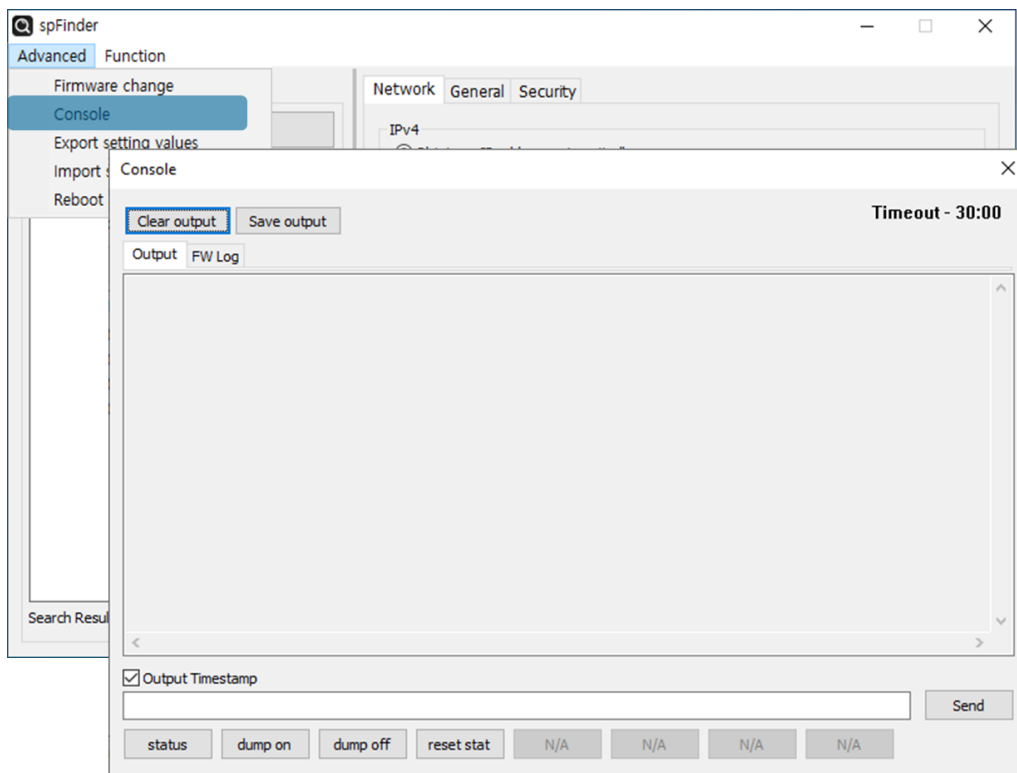 spFinder
Advanced Function
Firmware change
Console
Export setting values
Import
Reboot
Network General Security
IPv4
Console
Clear output Save output
Timeout - 30:00
Output FW Log
Search Resul
Output Timestamp
Send
status dump on dump off reset stat N/A N/A N/A N/A